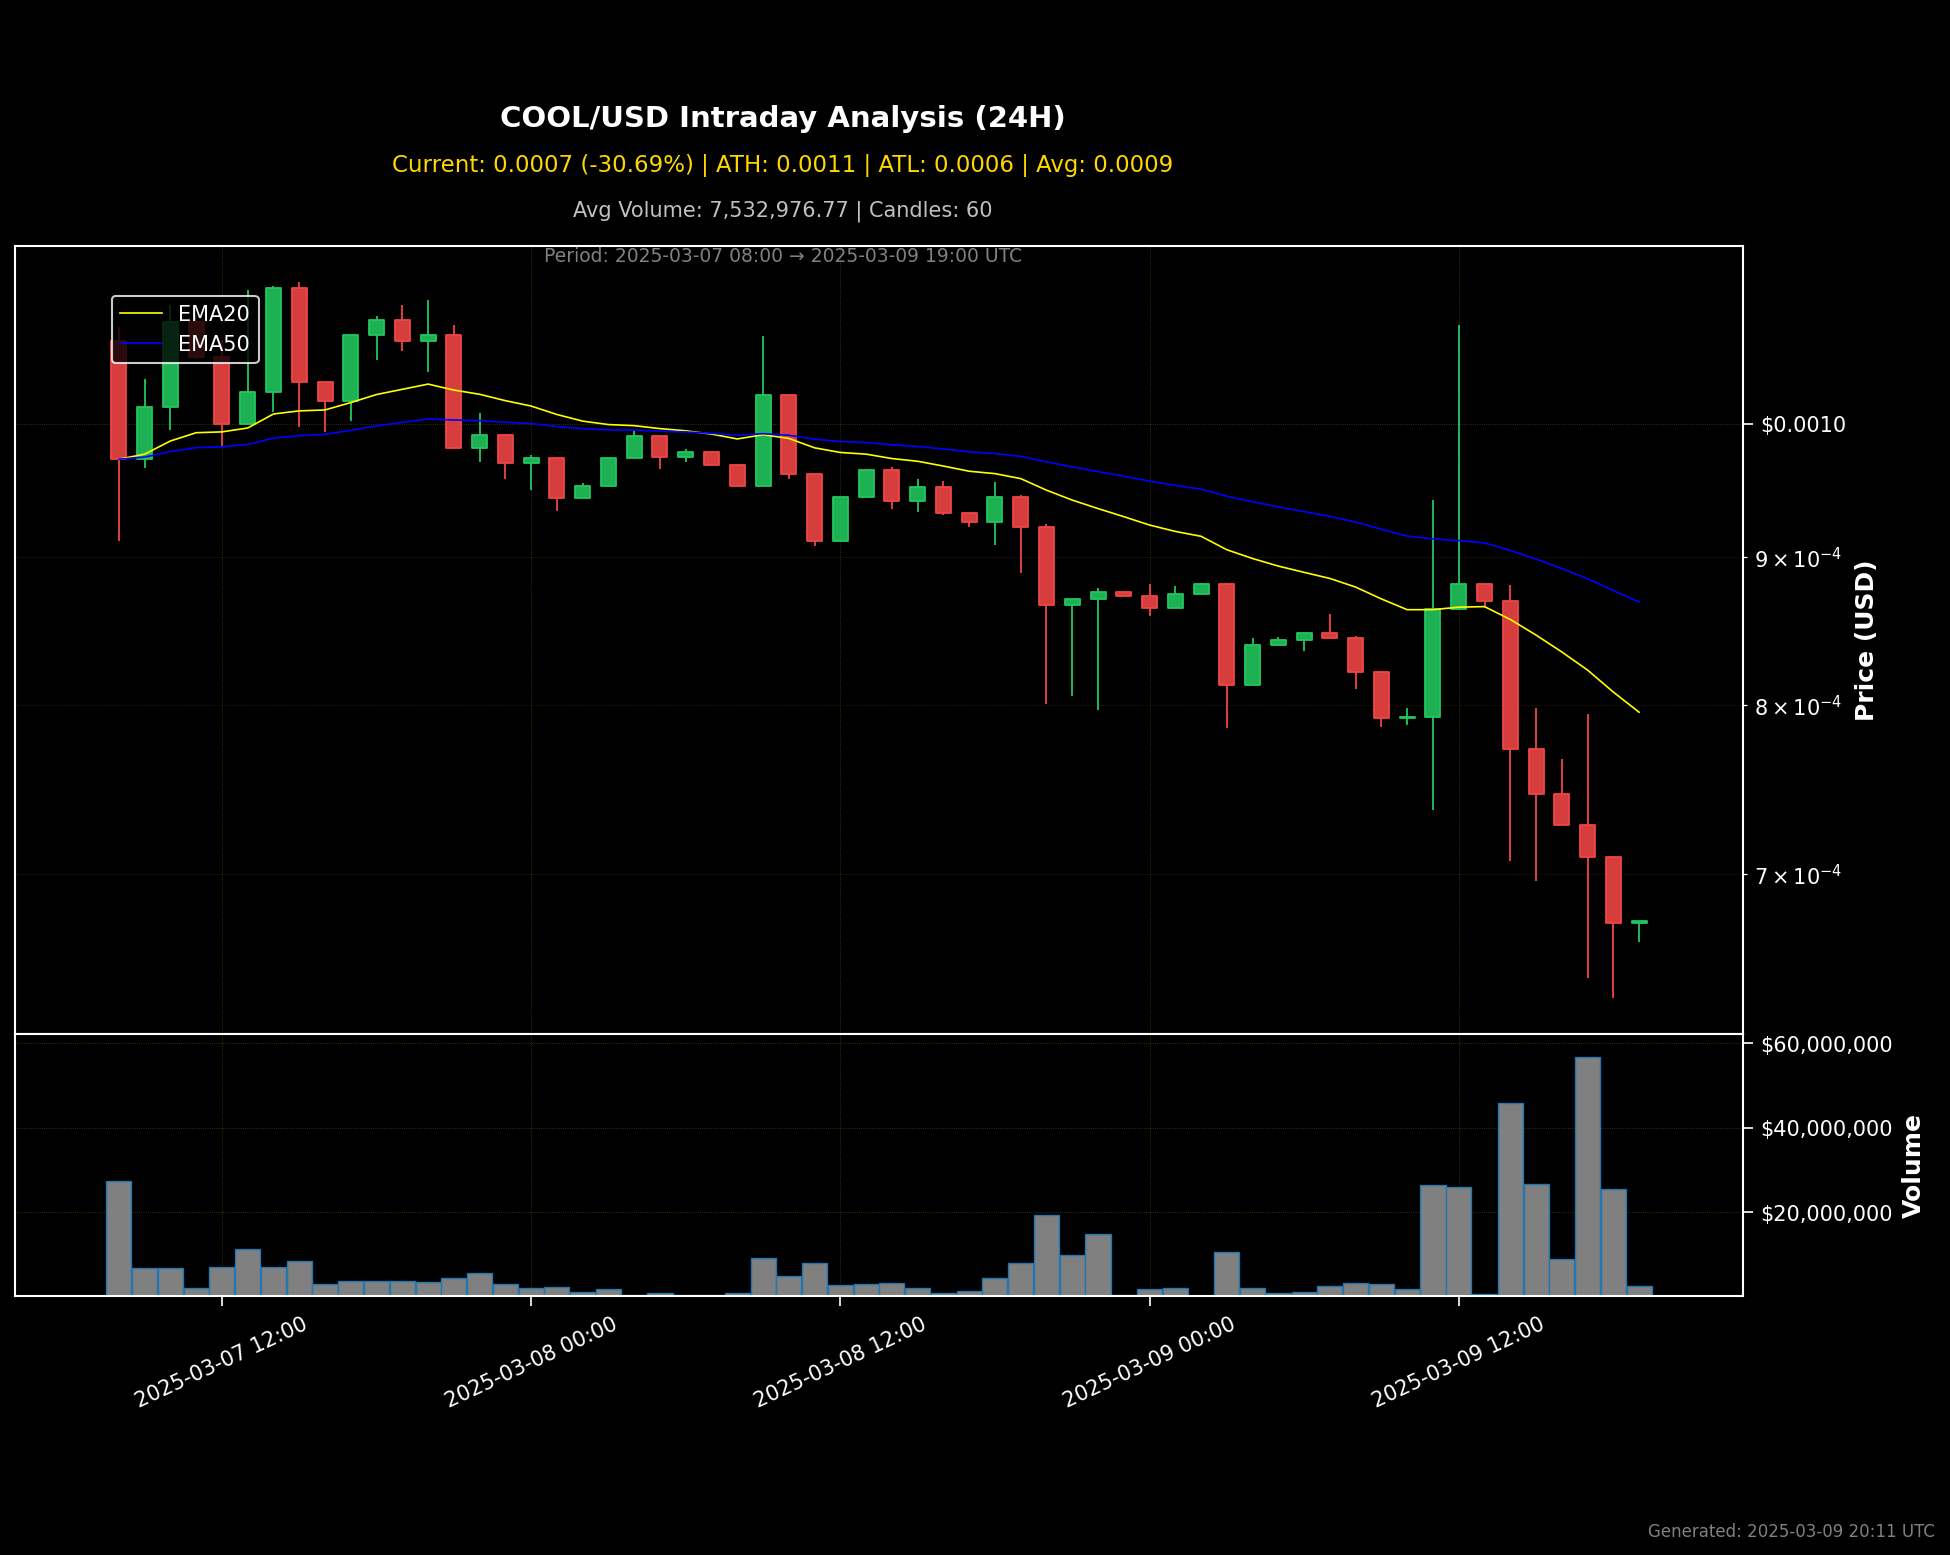 COOL/USD Intraday Analysis (24H)
Current: 0.0007 (-30.69%) | ATH: 0.0011 | ATL: 0.0006 | Avg: 0.0009
Avg Volume: 7,532,976.77 | Candles: 60
Period: 2025-03-07 08:00 → 2025-03-09 19:00 UTC
EMA20
EMA50
$0.0010
9 × 10⁻⁴
8 × 10⁻⁴
7 × 10⁻⁴
Price (USD)
$60,000,000
$40,000,000
$20,000,000
Volume
2025-03-07 12:00
2025-03-08 00:00
2025-03-08 12:00
2025-03-09 00:00
2025-03-09 12:00
Generated: 2025-03-09 20:11 UTC